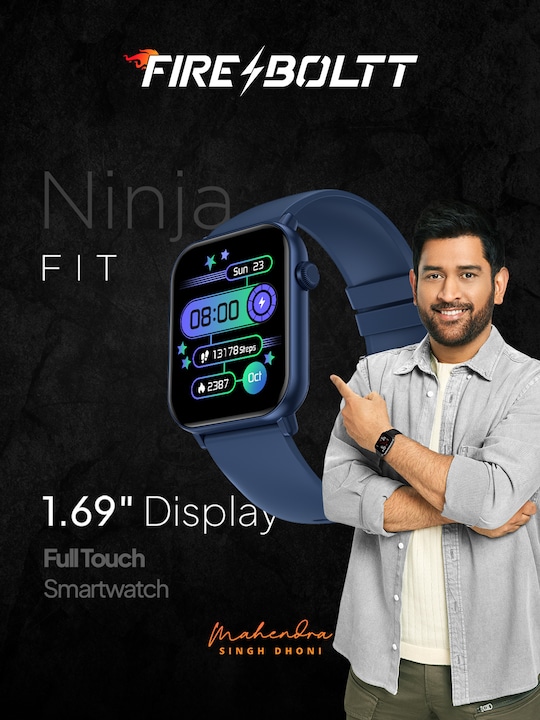 FIRE BOLTT
Ninja
FIT
Sun 23
08:00
13178 Steps
2387
Oct
1.69" Display
Full Touch
Smartwatch
Mahendra
SINGH DHONI